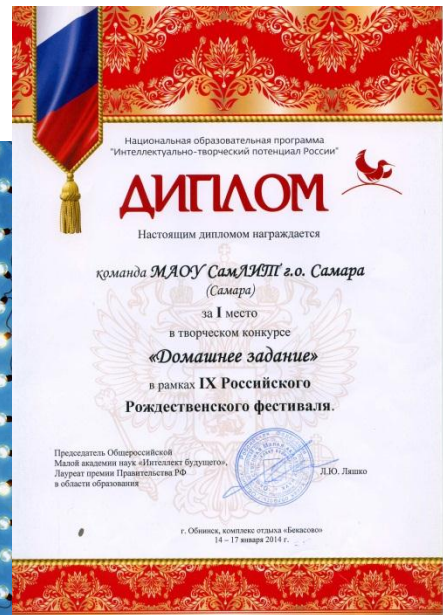 Национальная образовательная программа
"Интеллектуально-творческий потенциал России"
ДИПЛОМ
Настоящим дипломом награждается
команда МАОУ СамЛИТ г.о. Самара
(Самара)
за I место
в творческом конкурсе
«Домашнее задание»
в рамках IX Российского
Рождественского фестиваля.
Председатель Общероссийской
Малой академии наук «Интеллект будущего»,
Лауреат премии Правительства РФ
в области образования
Л.Ю. Ляшко
г. Обнинск, комплекс отдыха «Бекасово»
14 – 17 января 2014 г.